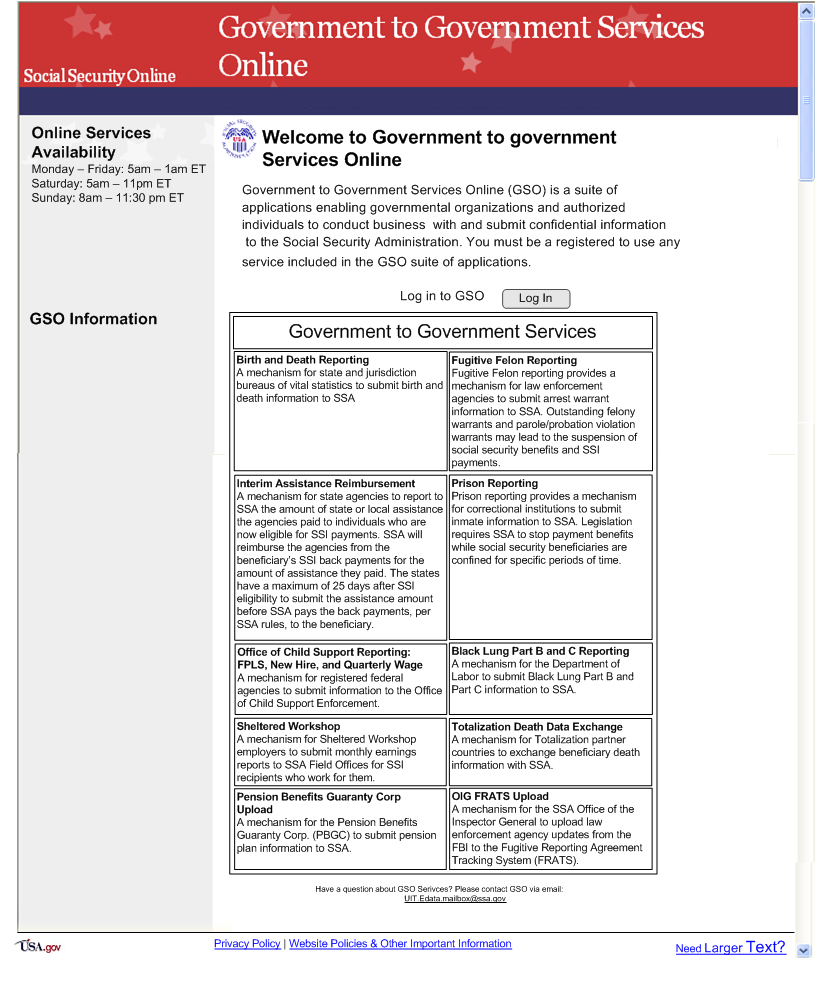 Government to Government Services
Online
Social Security Online
Online Services
Availability
Monday – Friday: 5am – 1am ET
Saturday: 5am – 11pm ET
Sunday: 8am – 11:30 pm ET
GSO Information
USA
Welcome to Government to government
Services Online
Government to Government Services Online (GSO) is a suite of
applications enabling governmental organizations and authorized
individuals to conduct business with and submit confidential information
to the Social Security Administration. You must be a registered to use any
service included in the GSO suite of applications.
Log in to GSO Log In
Government to Government Services
Birth and Death Reporting
A mechanism for state and jurisdiction
bureaus of vital statistics to submit birth and
death information to SSA
Fugitive Felon Reporting
Fugitive Felon reporting provides a
mechanism for law enforcement
agencies to submit arrest warrant
information to SSA. Outstanding felony
warrants and parole/probation violation
warrants may lead to the suspension of
social security benefits and SSI
payments.
Interim Assistance Reimbursement
A mechanism for state agencies to report to
SSA the amount of state or local assistance
the agencies paid to individuals who are
now eligible for SSI payments. SSA will
reimburse the agencies from the
beneficiary's SSI back payments for the
amount of assistance they paid. The states
have a maximum of 25 days after SSI
eligibility to submit the assistance amount
before SSA pays the back payments, per
SSA rules, to the beneficiary.
Prison Reporting
Prison reporting provides a mechanism
for correctional institutions to submit
inmate information to SSA. Legislation
requires SSA to stop payment benefits
while social security beneficiaries are
confined for specific periods of time.
Office of Child Support Reporting:
FPLS, New Hire, and Quarterly Wage
A mechanism for registered federal
agencies to submit information to the Office
of Child Support Enforcement.
Black Lung Part B and C Reporting
A mechanism for the Department of
Labor to submit Black Lung Part B and
Part C information to SSA.
Sheltered Workshop
A mechanism for Sheltered Workshop
employers to submit monthly earnings
reports to SSA Field Offices for SSI
recipients who work for them.
Totalization Death Data Exchange
A mechanism for Totalization partner
countries to exchange beneficiary death
information with SSA.
Pension Benefits Guaranty Corp
Upload
A mechanism for the Pension Benefits
Guaranty Corp. (PBGC) to submit pension
plan information to SSA.
OIG FRATS Upload
A mechanism for the SSA Office of the
Inspector General to upload law
enforcement agency updates from the
FBI to the Fugitive Reporting Agreement
Tracking System (FRATS).
Have a question about GSO Serivces? Please contact GSO via email:
UIT.Edata.mailbox@ssa.gov
USA.gov
Privacy Policy | Website Policies & Other Important Information
Need Larger Text?